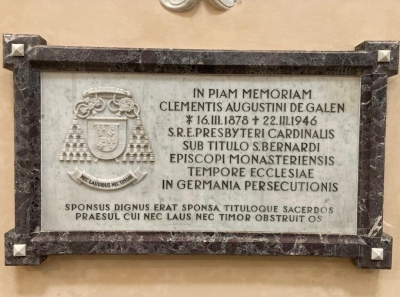 IN PIAM MEMORIAM
CLEMENTIS AUGUSTINI DE GALEN
✶ 16.III.1878 ✝ 22.III.1946
S.R.E. PRESBYTERI CARDINALIS
SUB TITULO S. BERNARDI
EPISCOPI MONASTERIENSIS
TEMPORE ECCLESIAE
IN GERMANIA PERSECUTIONIS
NEC LAUDIBUS NEC TIMORE
SPONSUS DIGNUS ERAT SPONSA TITULOQUE SACERDOS
PRAESUL CUI NEC LAUS NEC TIMOR OBSTRUIT OS